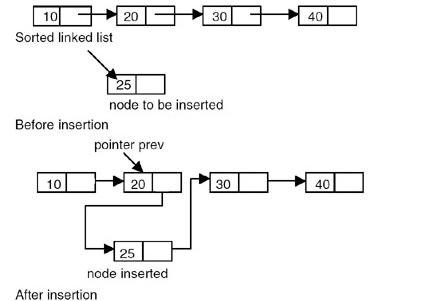 10 20 30 40
Sorted linked list
25
node to be inserted
Before insertion
pointer prev
10 20 30 40
25
node inserted
After insertion